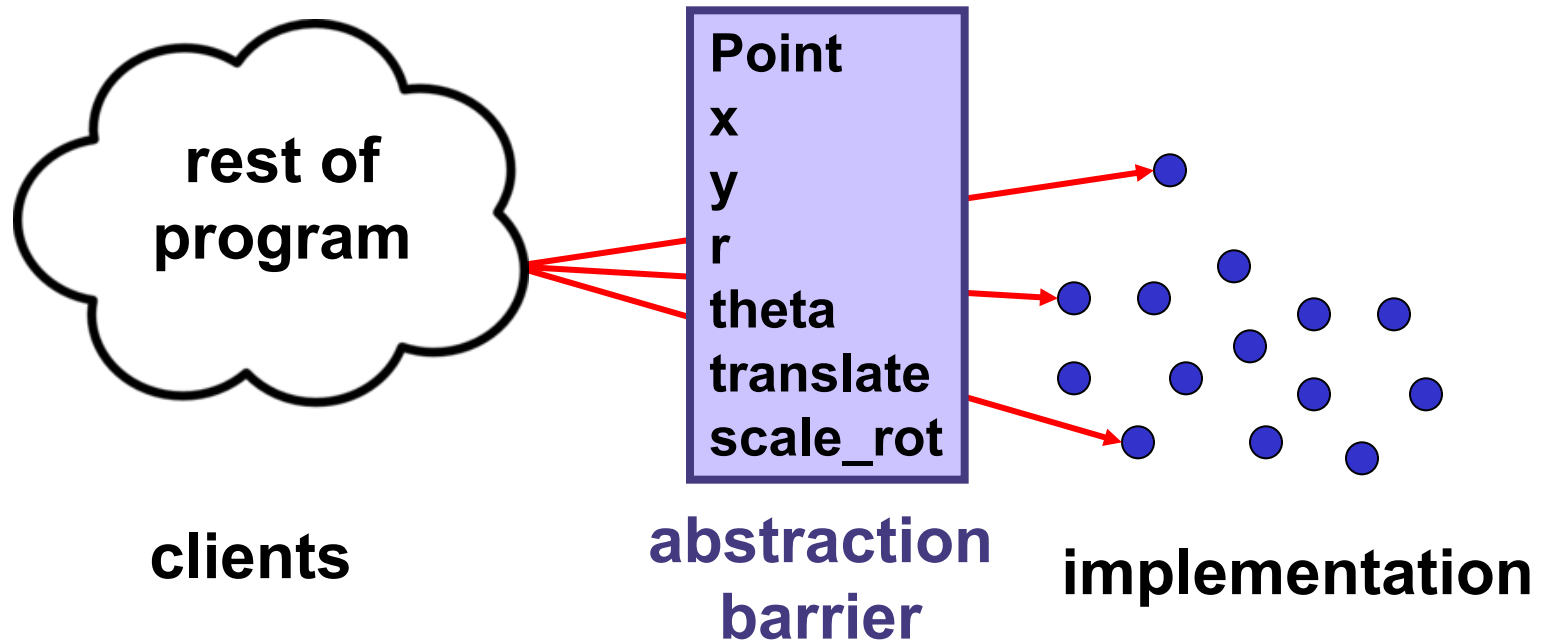 rest of
program
Point
x
y
r
theta
translate
scale_rot
clients
abstraction
barrier
implementation